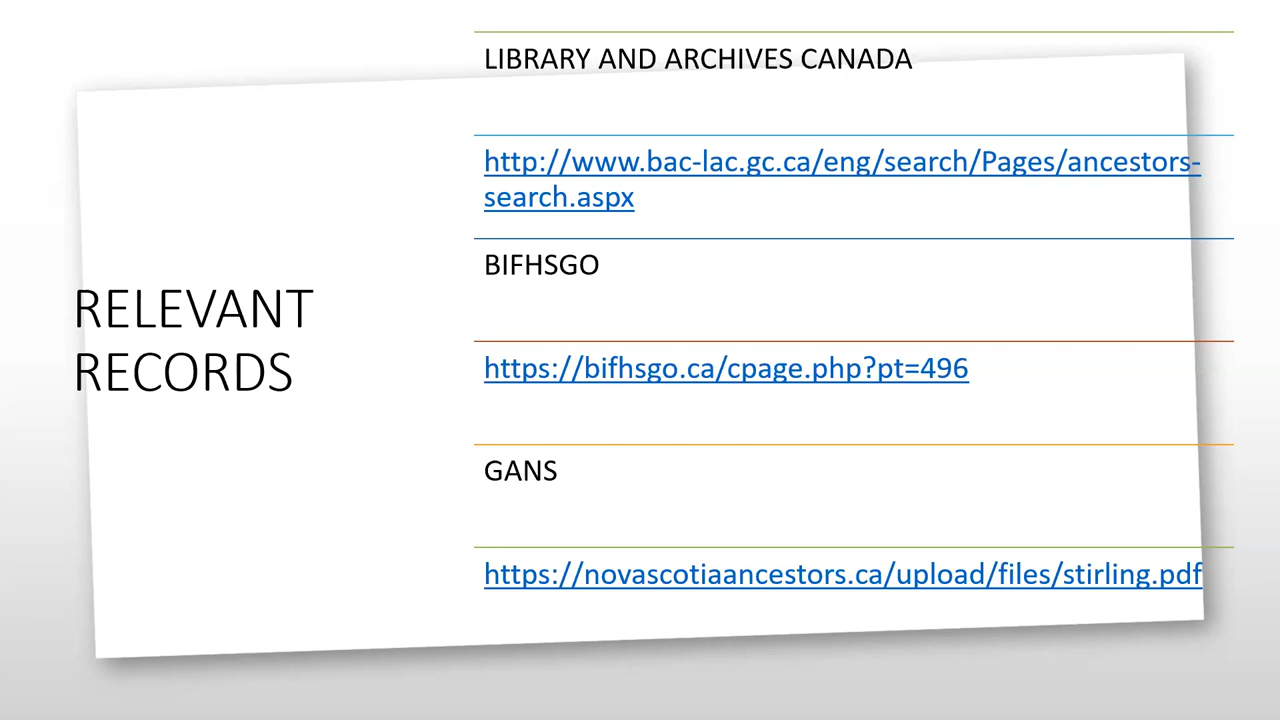 RELEVANT
RECORDS
LIBRARY AND ARCHIVES CANADA
http://www.bac-lac.gc.ca/eng/search/Pages/ancestors-
search.aspx
BIFHSGO
https://bifhsgo.ca/cpage.php?pt=496
GANS
https://novascotiaancestors.ca/upload/files/stirling.pdf